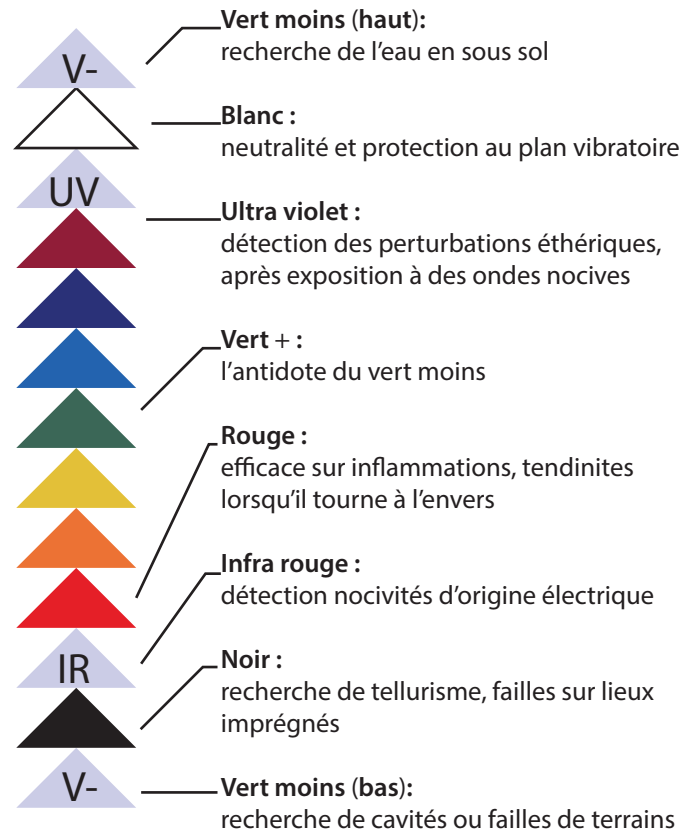 V-
Vert moins (haut):
recherche de l'eau en sous sol
Blanc :
neutralité et protection au plan vibratoire
UV
Ultra violet :
détection des perturbations éthériques,
après exposition à des ondes nocives
Vert + :
l'antidote du vert moins
Rouge :
efficace sur inflammations, tendinites
lorsqu'il tourne à l'envers
Infra rouge :
détection nocivités d'origine électrique
IR
Noir :
recherche de tellurisme, failles sur lieux
imprégnés
V-
Vert moins (bas):
recherche de cavités ou failles de terrains